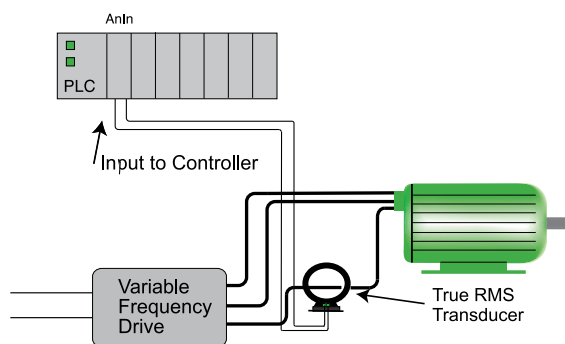 AnIn
PLC
Input to Controller
Variable
Frequency
Drive
True RMS
Transducer